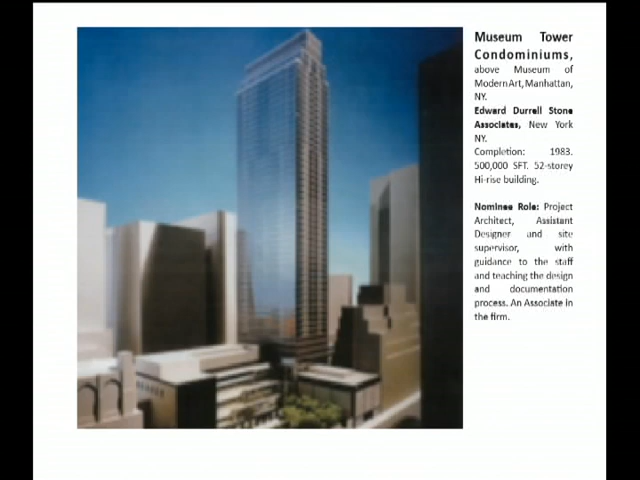 Museum Tower
Condominiums,
above Museum of
Modern Art, Manhattan,
NY.
Edward Durrell Stone
Associates, New York
NY.
Completion: 1983.
500,000 SFT. 52-storey
Hi-rise building.
Nominee Role: Project
Architect, Assistant
Designer and site
supervisor, with
guidance to the staff
and teaching the design
and documentation
process. An Associate in
the firm.